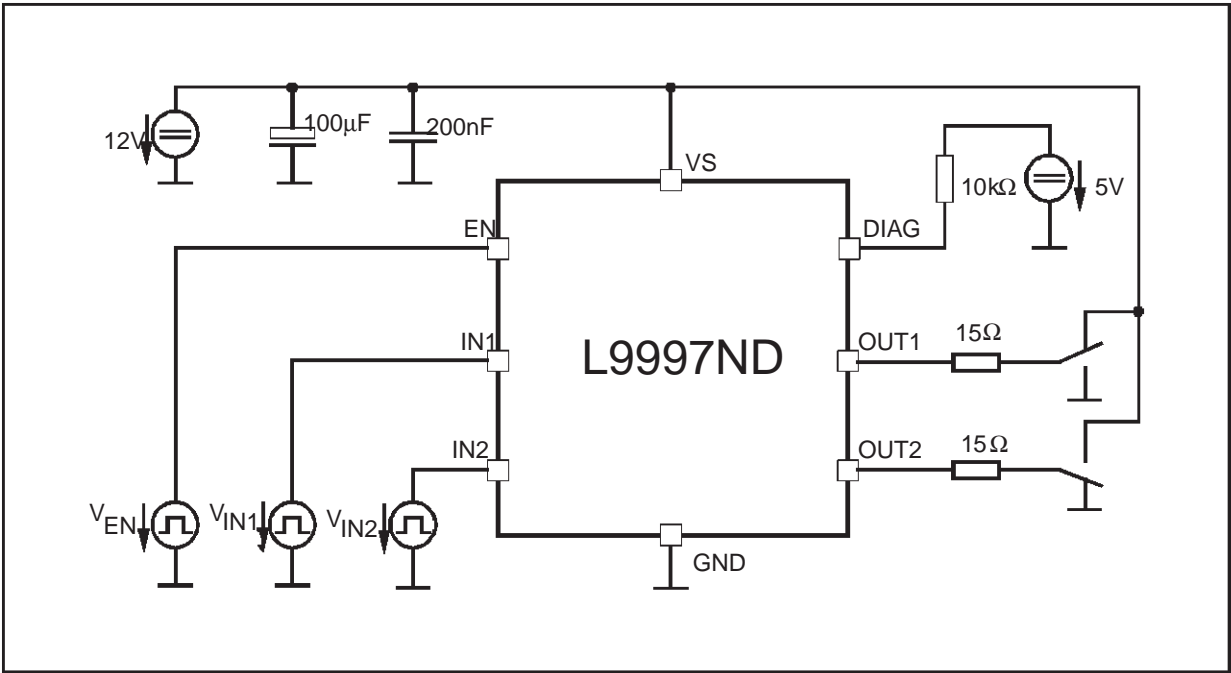 12V
100µF
200nF
VS
10kΩ
5V
EN
DIAG
IN1
L9997ND
OUT1
15Ω
IN2
OUT2
15Ω
VEN
VIN1
VIN2
GND